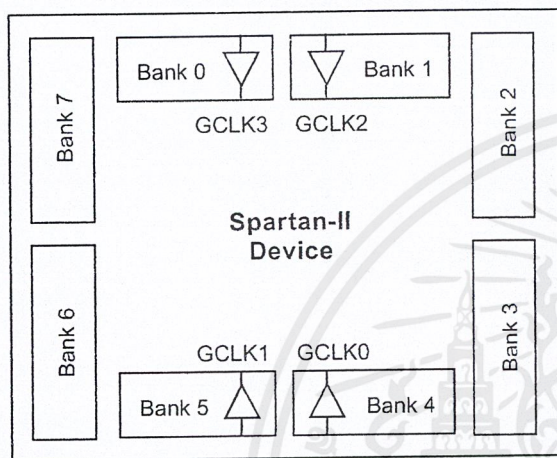 Bank 0
Bank 1
GCLK3
GCLK2
Bank 7
Bank 2
Spartan-II
Device
Bank 6
Bank 3
GCLK1
GCLK0
Bank 5
Bank 4